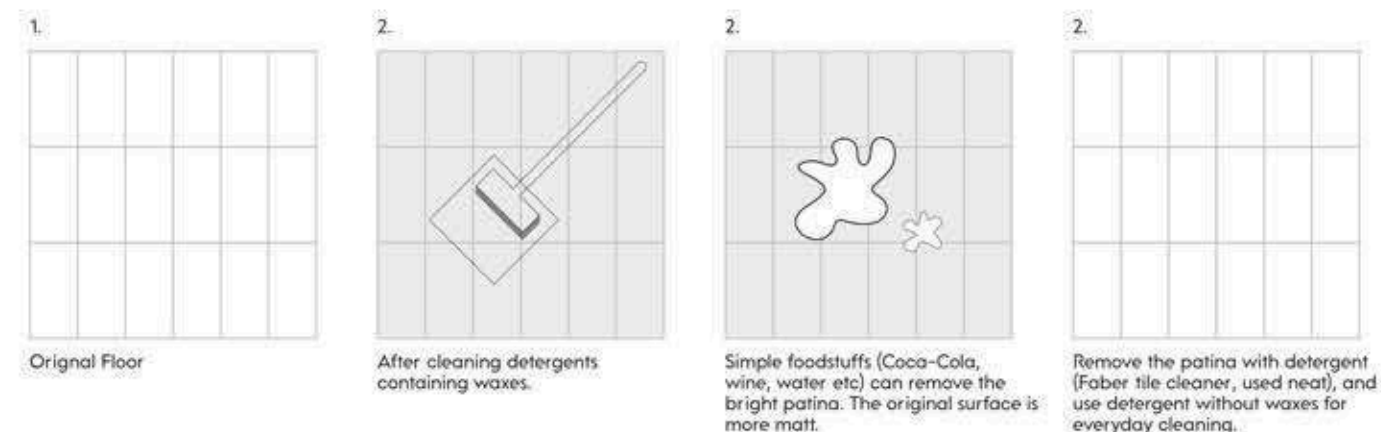 1.
Orignal Floor
2.
After cleaning detergents
containing waxes.
2.
Simple foodstuffs (Coca-Cola,
wine, water etc) can remove the
bright patina. The original surface is
more matt.
2.
Remove the patina with detergent
(Faber tile cleaner, used neat), and
use detergent without waxes for
everyday cleaning.